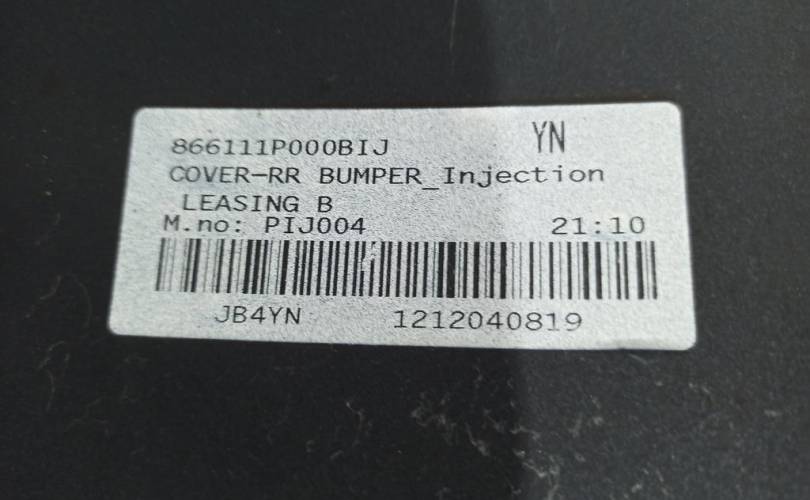 866111P000BIJ YN
COVER-RR BUMPER_Injection
LEASING B
M.no: PIJ004 21:10
JB4YN 1212040819